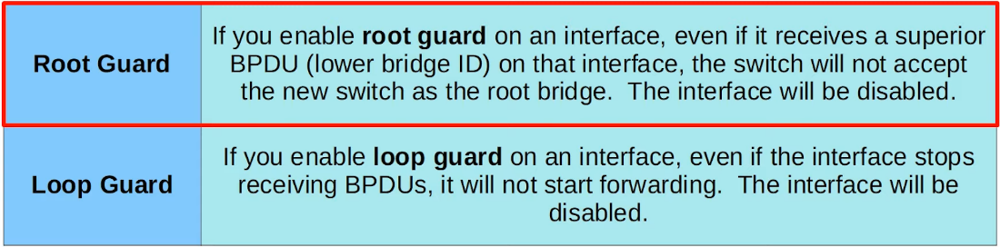 Root Guard
If you enable root guard on an interface, even if it receives a superior
BPDU (lower bridge ID) on that interface, the switch will not accept
the new switch as the root bridge.  The interface will be disabled.
Loop Guard
If you enable loop guard on an interface, even if the interface stops
receiving BPDUs, it will not start forwarding.  The interface will be
disabled.